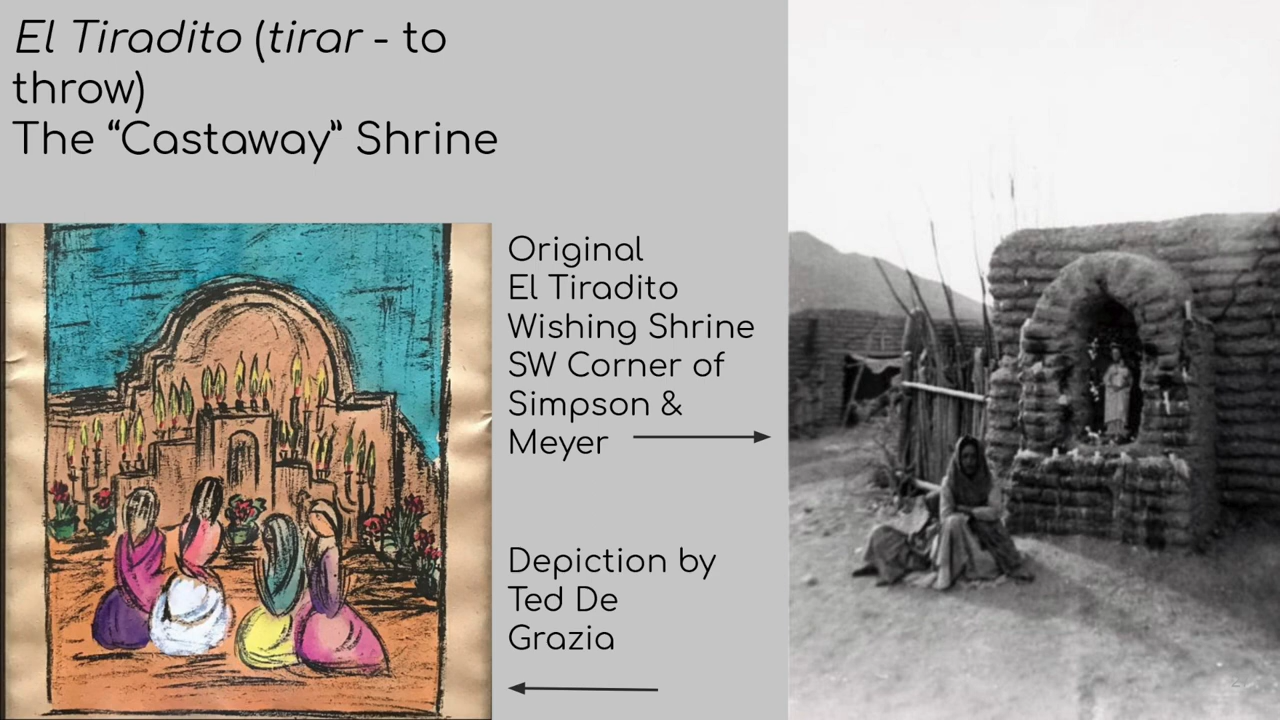 El Tiradito (tirar - to
throw)
The “Castaway” Shrine
Original
El Tiradito
Wishing Shrine
SW Corner of
Simpson &
Meyer
Depiction by
Ted De
Grazia
2